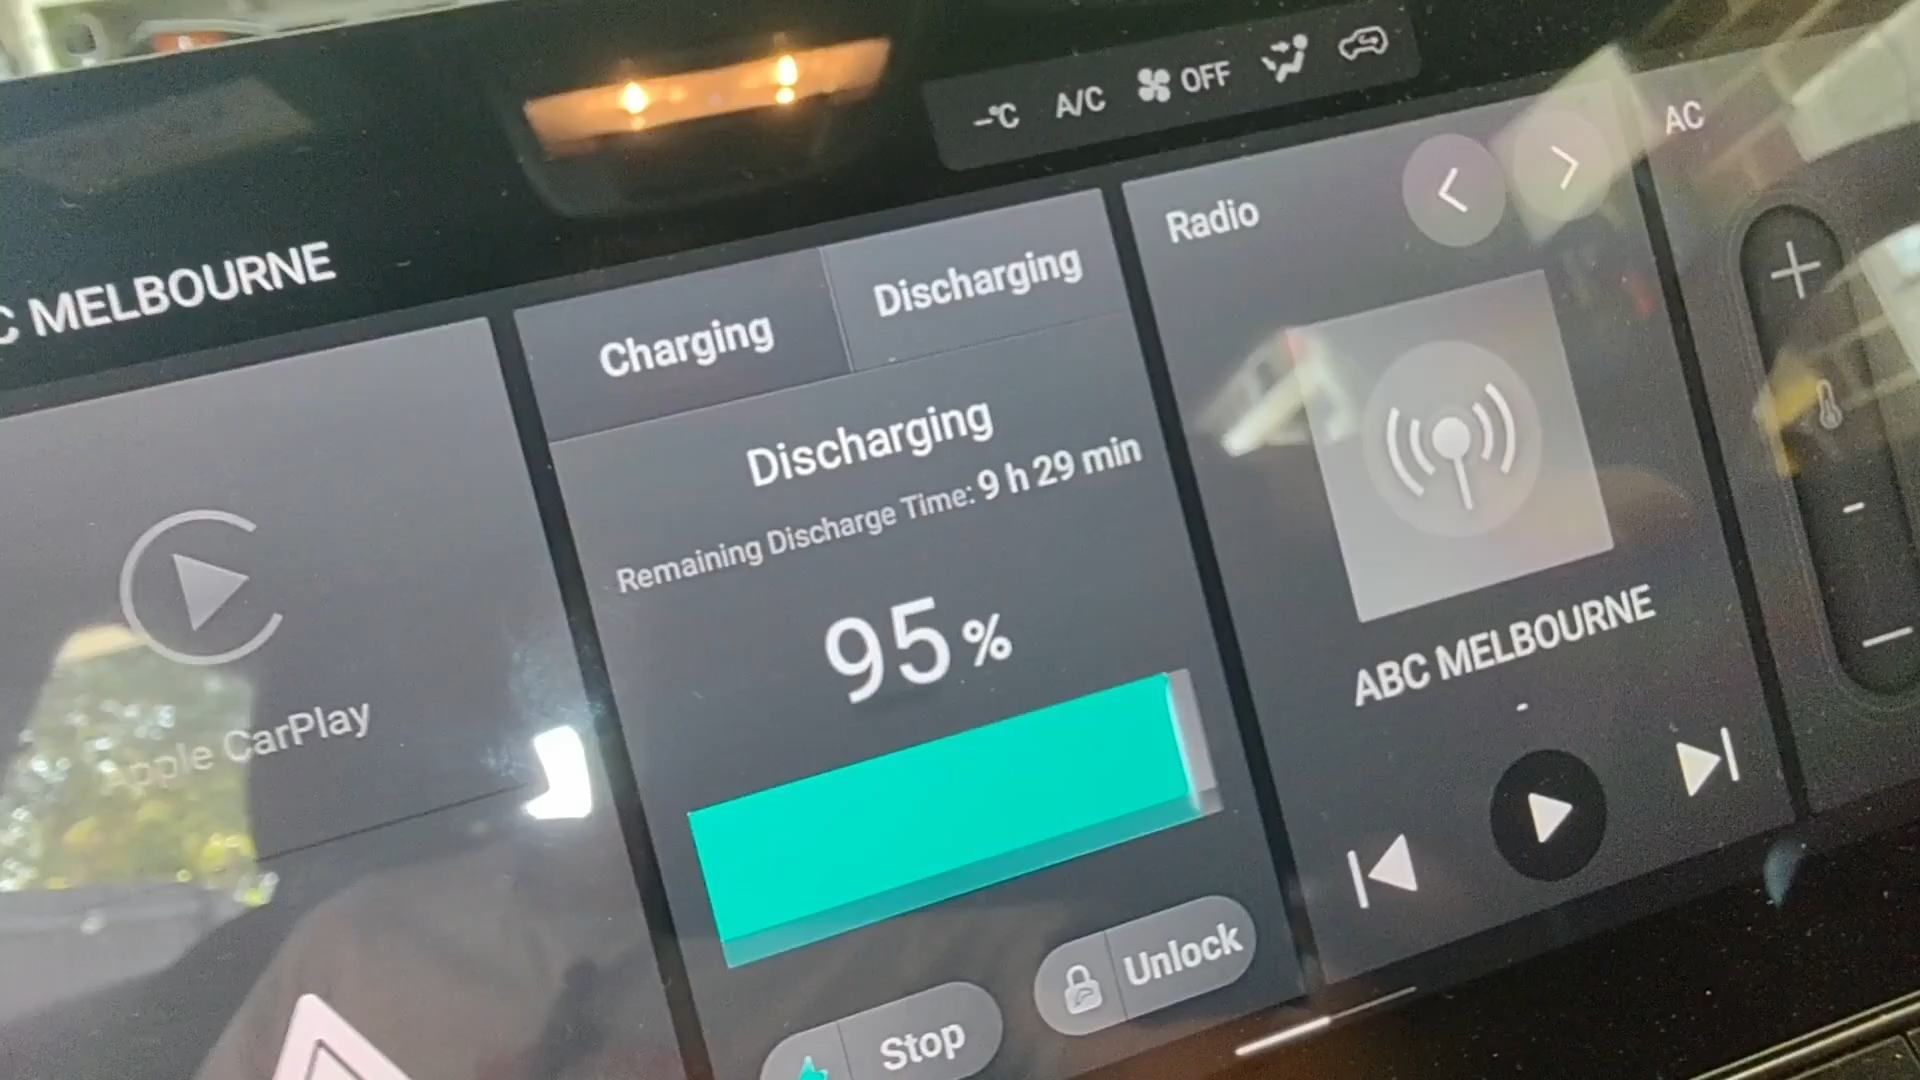 -°C A/C OFF
C MELBOURNE
Apple CarPlay
Charging
Discharging
Discharging
Remaining Discharge Time: 9 h 29 min
95 %
Stop
Unlock
Radio
ABC MELBOURNE
-
AC